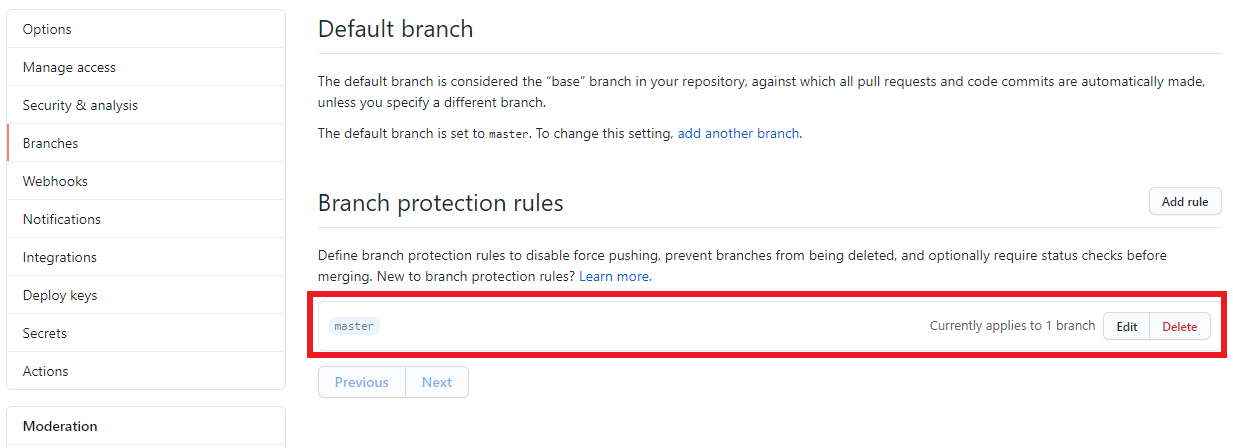 Options
Manage access
Security & analysis
Branches
Webhooks
Notifications
Integrations
Deploy keys
Secrets
Actions
Moderation
Default branch
The default branch is considered the “base” branch in your repository, against which all pull requests and code commits are automatically made,
unless you specify a different branch.
The default branch is set to master. To change this setting, add another branch.
Branch protection rules
Add rule
Define branch protection rules to disable force pushing, prevent branches from being deleted, and optionally require status checks before
merging. New to branch protection rules? Learn more.
master Currently applies to 1 branch Edit Delete
Previous Next